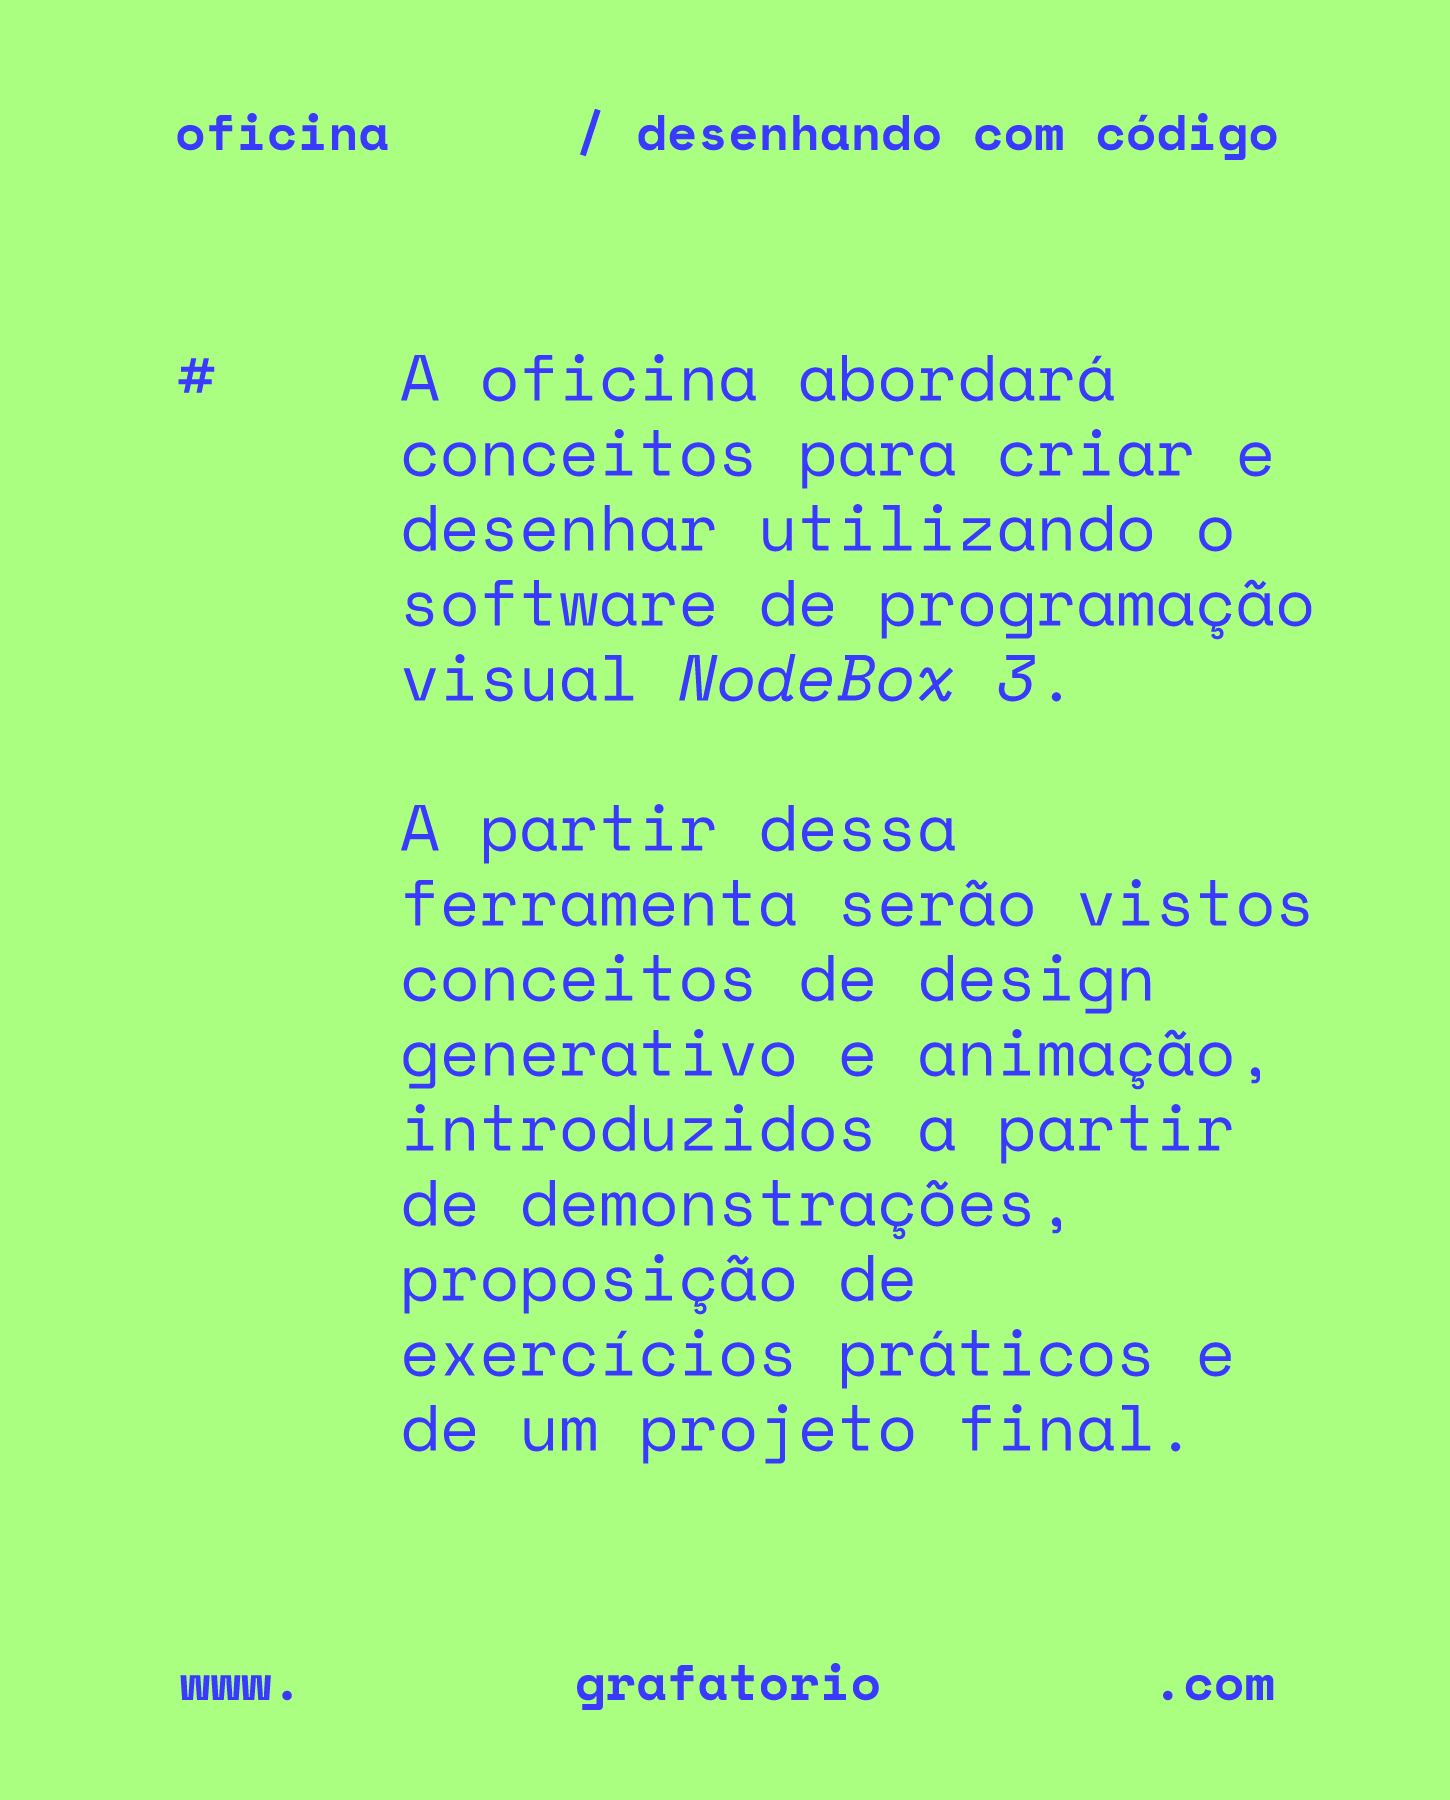 oficina / desenhando com código
# A oficina abordará
conceitos para criar e
desenhar utilizando o
software de programação
visual NodeBox 3.
A partir dessa
ferramenta serão vistos
conceitos de design
generativo e animação,
introduzidos a partir
de demonstrações,
proposição de
exercícios práticos e
de um projeto final.
www. grafatorio .com